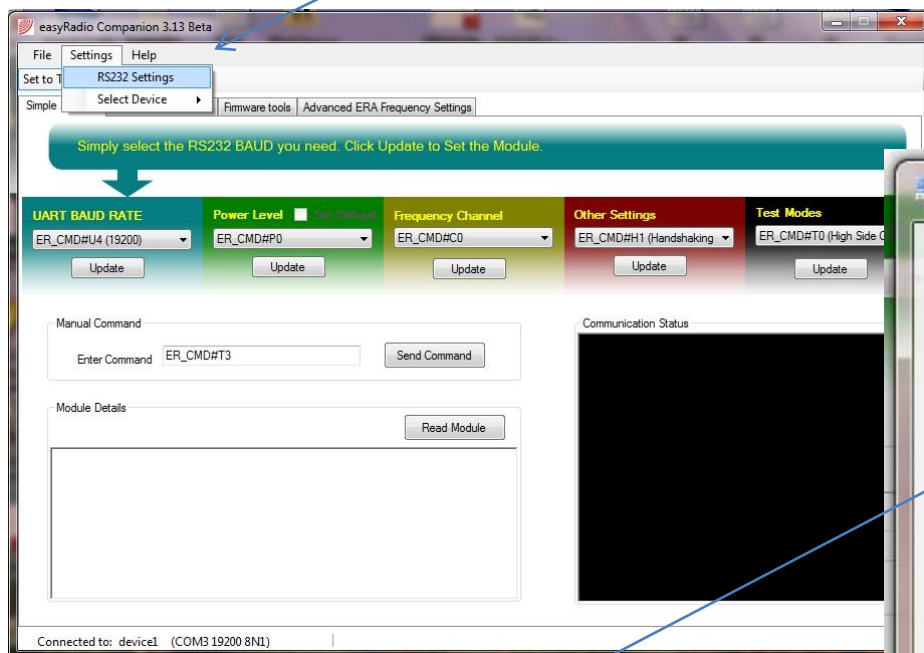 easyRadio Companion 3.13 Beta
File Settings Help
Set to T
RS232 Settings
Select Device
Simple
Firmware tools
Advanced ERA Frequency Settings
Simply select the RS232 BAUD you need. Click Update to Set the Module.
UART BAUD RATE
Power Level
Set Default
Frequency Channel
Other Settings
Test Modes
ER_CMD#U4 (19200)
ER_CMD#P0
ER_CMD#C0
ER_CMD#H1 (Handshaking
ER_CMD#T0 (High Side C
Update
Update
Update
Update
Update
Manual Command
Enter Command
ER_CMD#T3
Send Command
Communication Status
Module Details
Read Module
Connected to: device1 (COM3 19200 8N1)